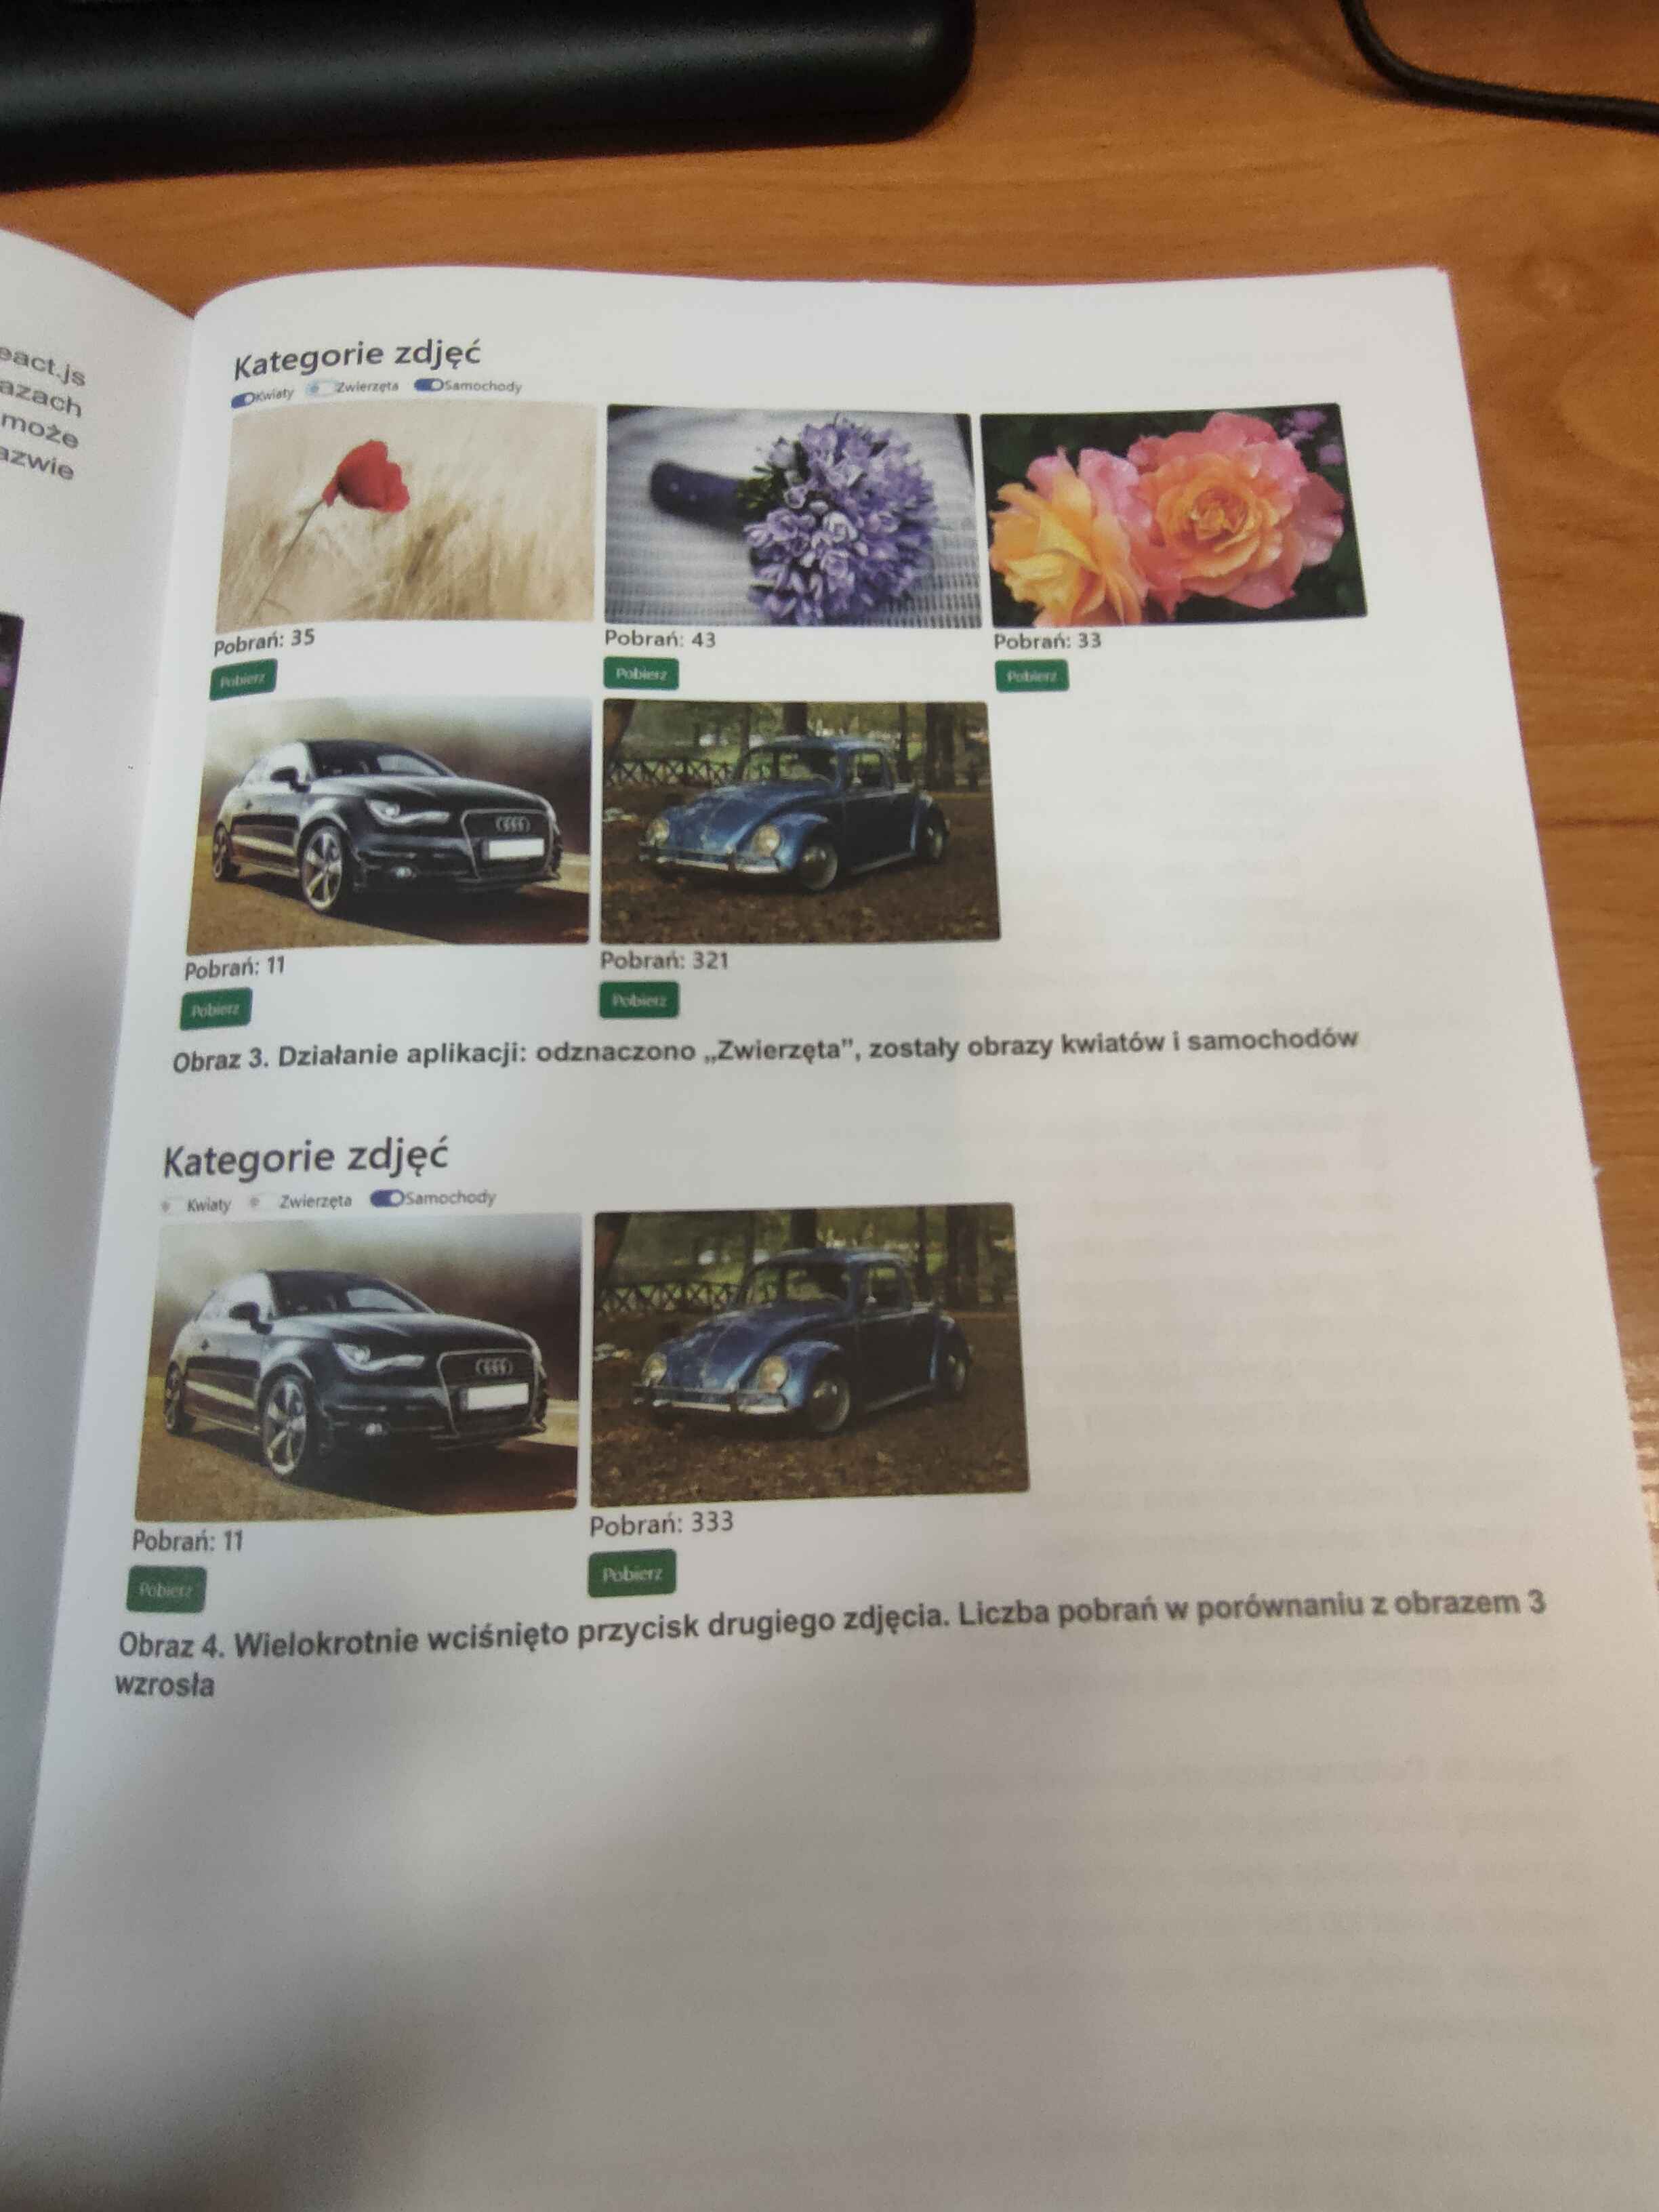 eact.js
azach
może
azwie
Kategorie zdjęć
Kwiaty Zwierzęta Samochody
Pobrań: 35 Pobrań: 43 Pobrań: 33
Pobierz Pobierz Pobierz
Pobrań: 11 Pobrań: 321
Pobierz Pobierz
Obraz 3. Działanie aplikacji: odznaczono „Zwierzęta”, zostały obrazy kwiatów i samochodów
Kategorie zdjęć
Kwiaty Zwierzęta Samochody
Pobrań: 11 Pobrań: 333
Pobierz Pobierz
Obraz 4. Wielokrotnie wciśnięto przycisk drugiego zdjęcia. Liczba pobrań w porównaniu z obrazem 3
wzrosła